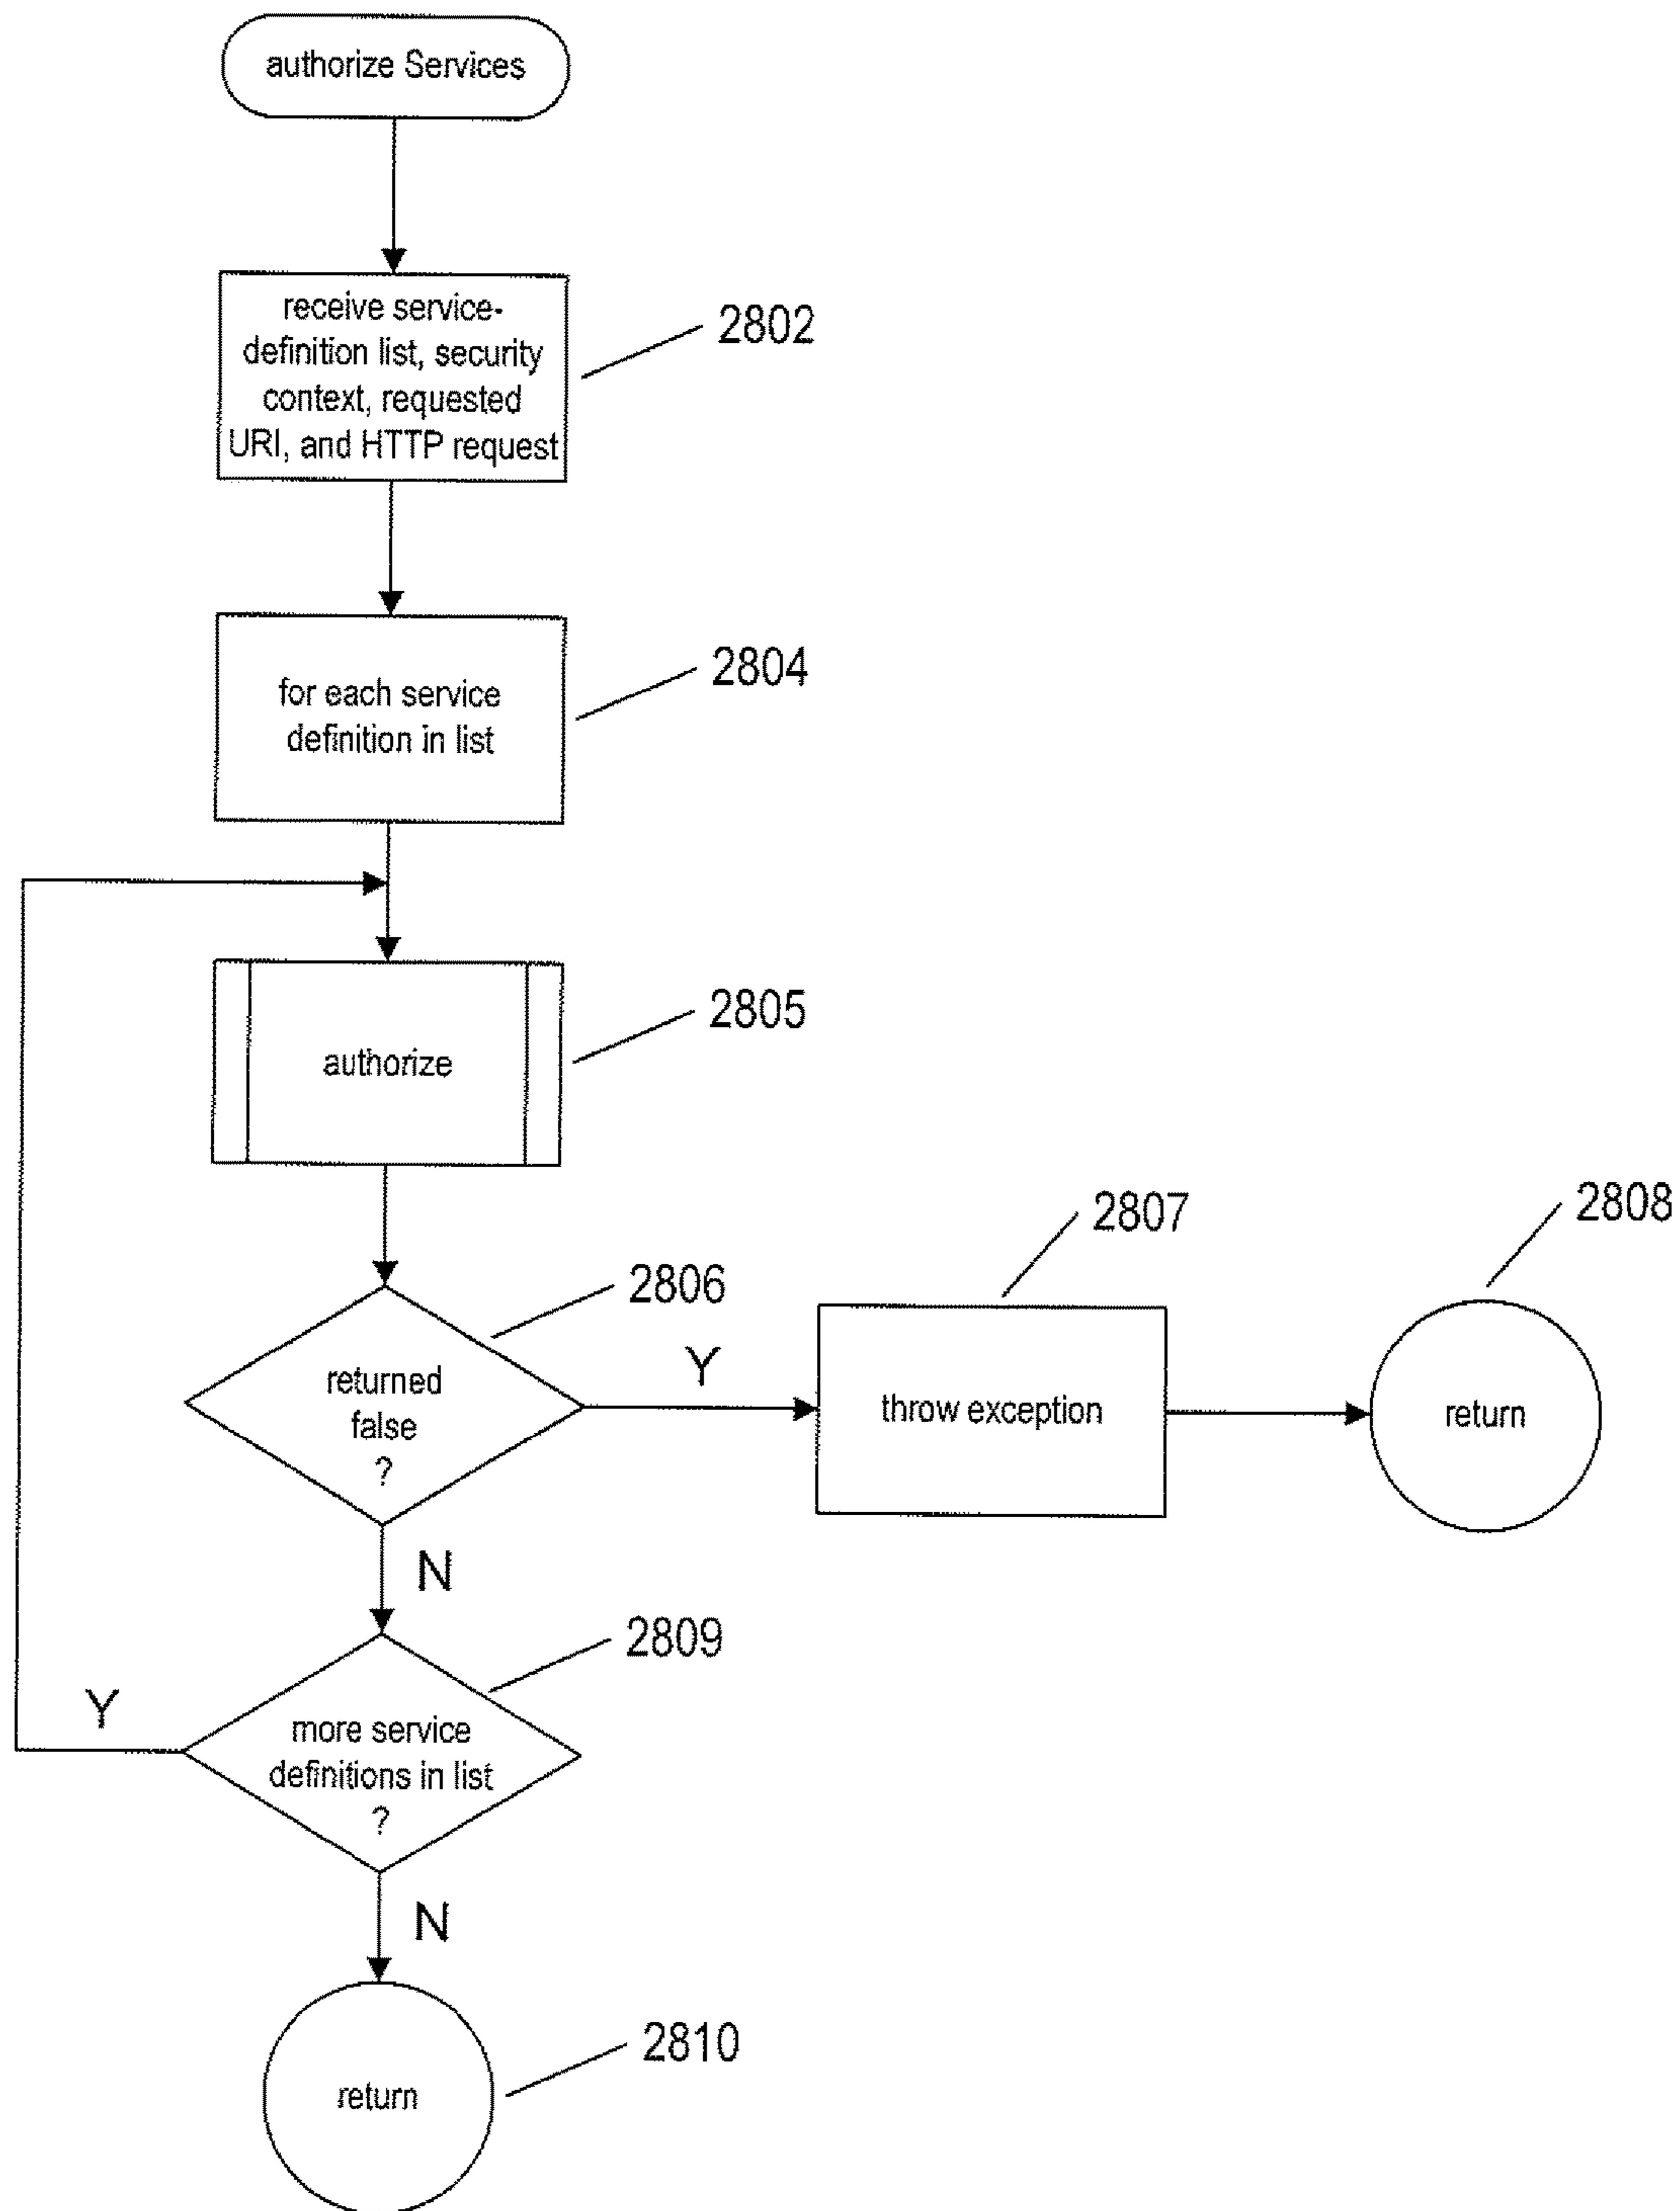 authorize Services
receive service-
definition list, security
context, requested
URI, and HTTP request
2802
for each service
definition in list
2804
authorize
2805
returned
false
?
2806
Y
throw exception
2807
return
2808
N
more service
definitions in list
?
2809
Y
N
return
2810